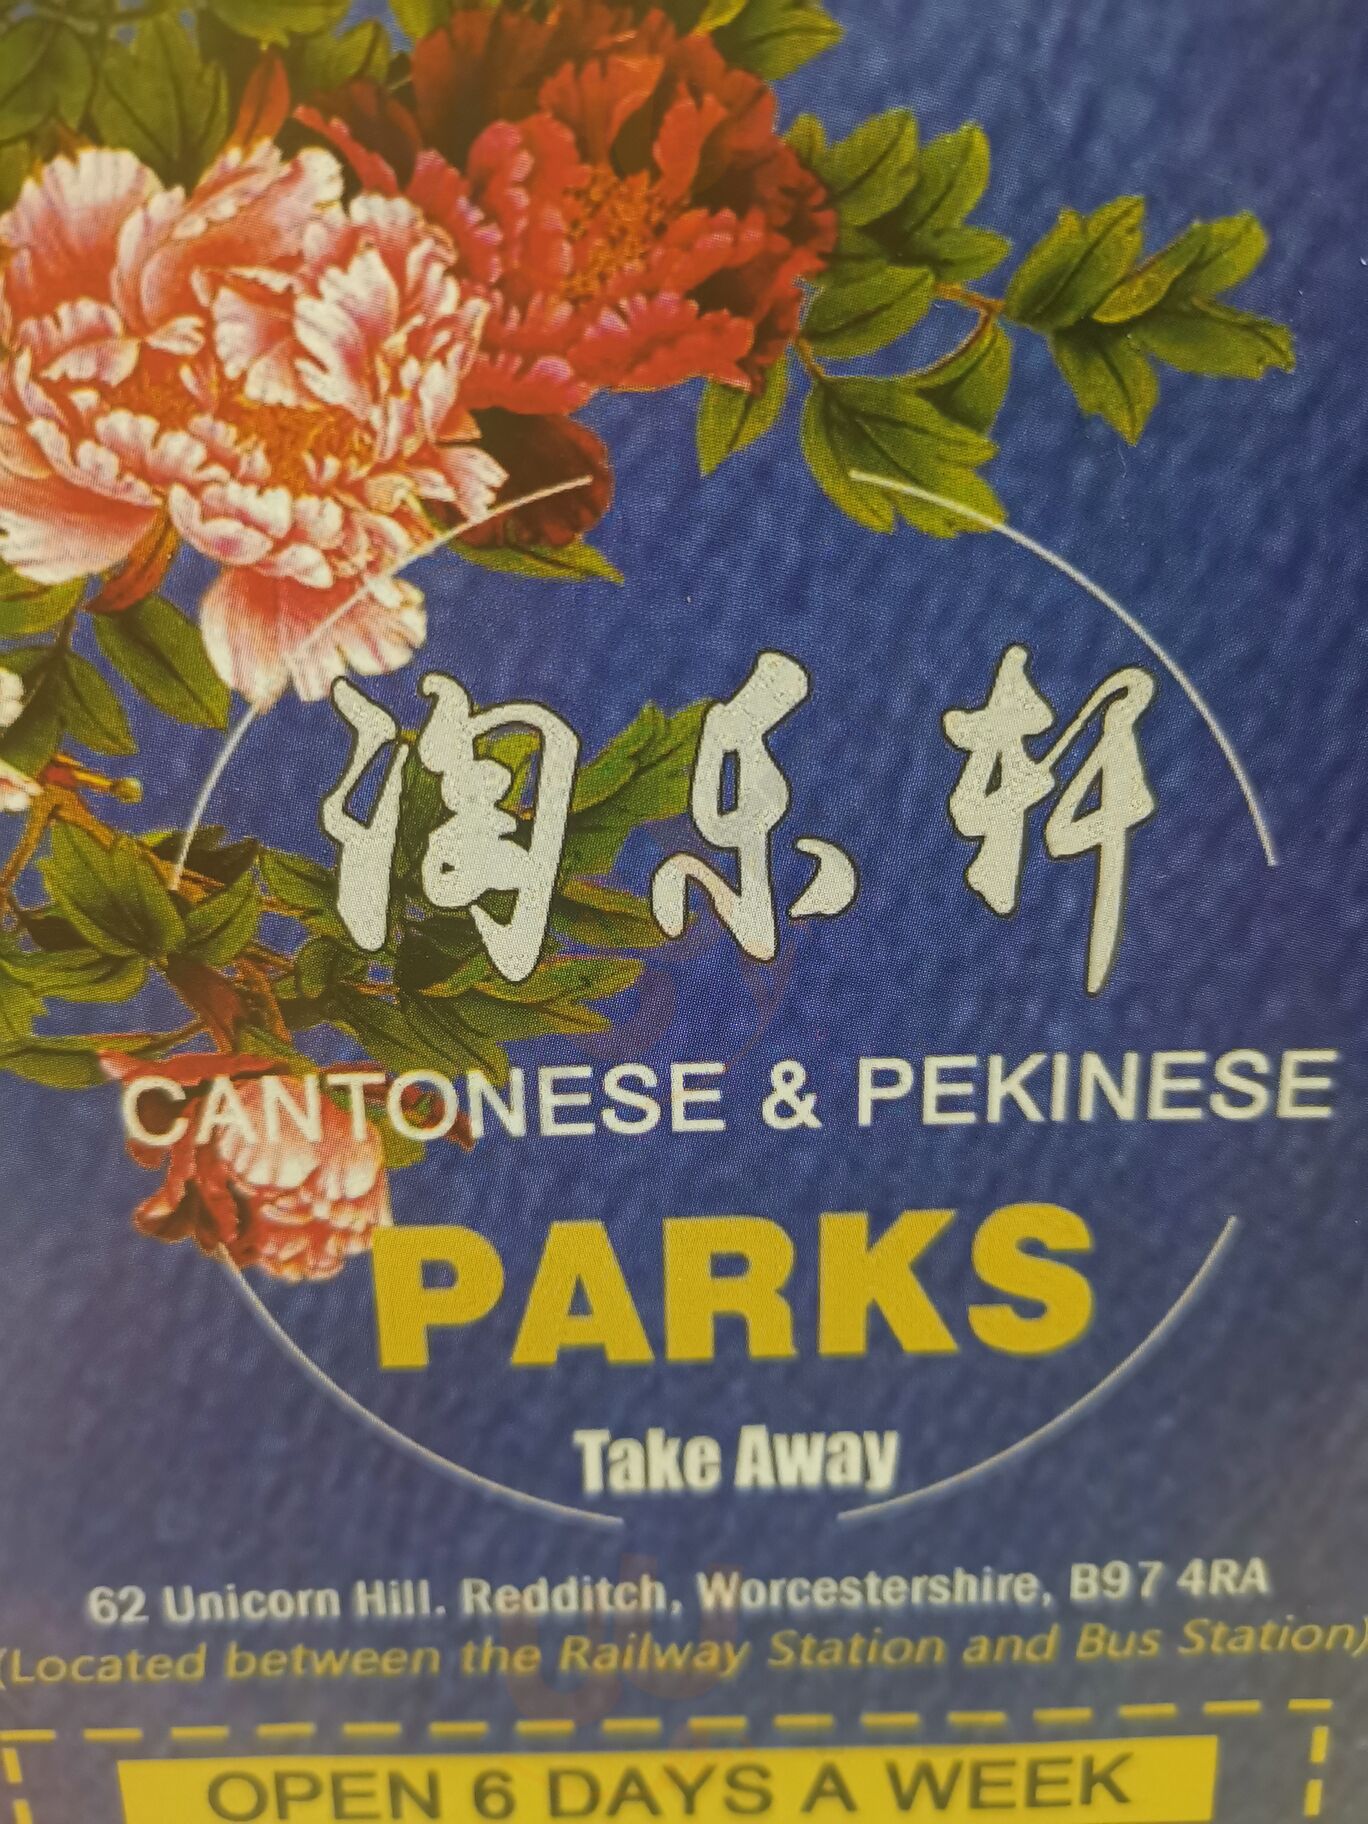 润乐轩
CANTONESE & PEKINESE
PARKS
Take Away
62 Unicorn Hill. Redditch, Worcestershire, B97 4RA
(Located between the Railway Station and Bus Station)
OPEN 6 DAYS A WEEK